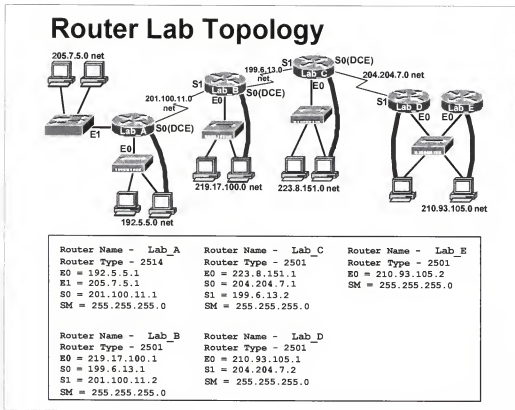 Router Lab Topology
205.7.5.0 net
S1
199.6.13.0
net
Lab_C
S0(DCE)
204.204.7.0 net
201.100.11.0
net
S1
Lab_B
E0
S0(DCE)
E0
S1
Lab_D
Lab_E
E0
E0
E1
Lab_A
S0(DCE)
E0
219.17.100.0 net
223.8.151.0 net
210.93.105.0 net
192.5.5.0 net
Router Name - Lab_A
Router Type - 2514
E0 = 192.5.5.1
E1 = 205.7.5.1
S0 = 201.100.11.1
SM = 255.255.255.0
Router Name - Lab_C
Router Type - 2501
E0 = 223.8.151.1
S0 = 204.204.7.1
S1 = 199.6.13.2
SM = 255.255.255.0
Router Name - Lab_E
Router Type - 2501
E0 = 210.93.105.2
SM = 255.255.255.0
Router Name - Lab_B
Router Type - 2501
E0 = 219.17.100.1
S0 = 199.6.13.1
S1 = 201.100.11.2
SM = 255.255.255.0
Router Name - Lab_D
Router Type - 2501
E0 = 210.93.105.1
S1 = 204.204.7.2
SM = 255.255.255.0